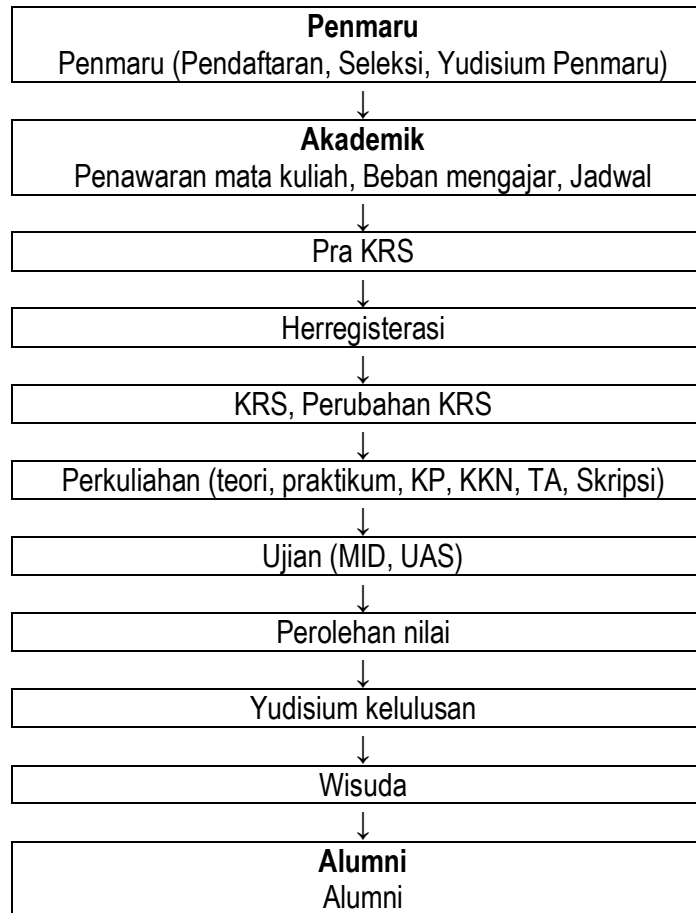 Penmaru
Penmaru (Pendaftaran, Seleksi, Yudisium Penmaru)
↓
Akademik
Penawaran mata kuliah, Beban mengajar, Jadwal
↓
Pra KRS
↓
Herregisterasi
↓
KRS, Perubahan KRS
↓
Perkuliahan (teori, praktikum, KP, KKN, TA, Skripsi)
↓
Ujian (MID, UAS)
↓
Perolehan nilai
↓
Yudisium kelulusan
↓
Wisuda
↓
Alumni
Alumni